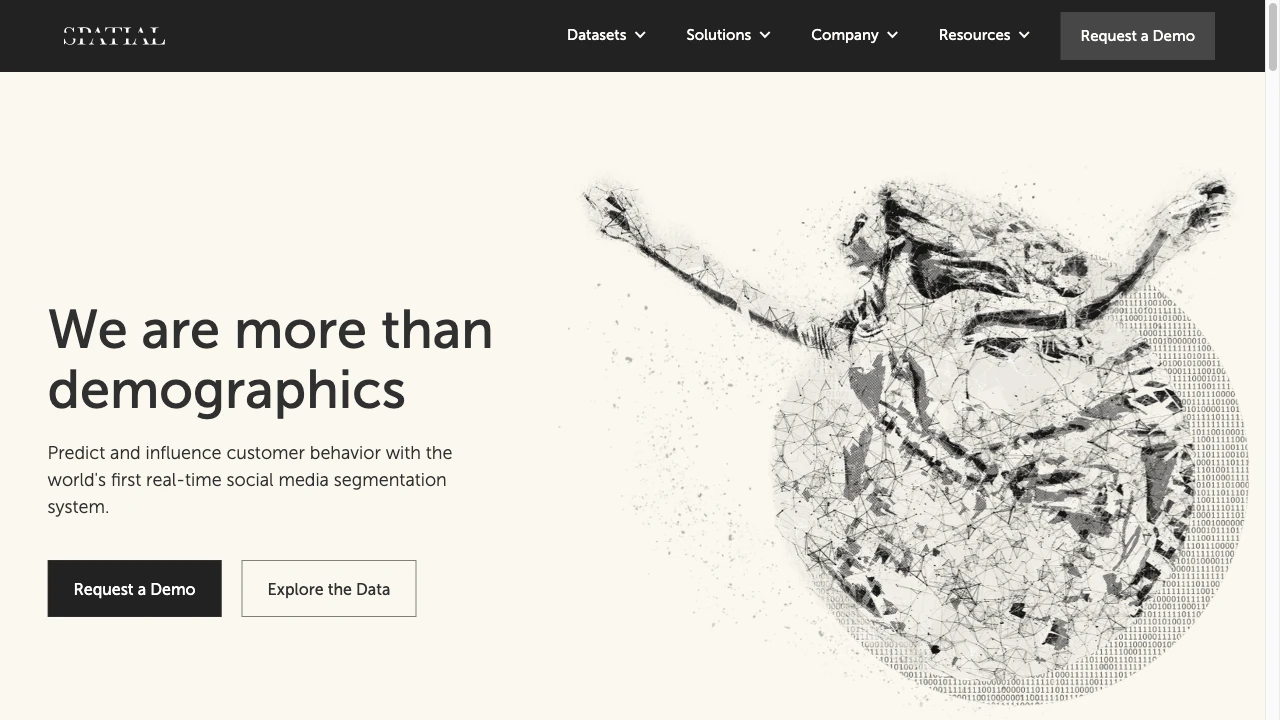 SPATIAL
Datasets
Solutions
Company
Resources
Request a Demo
We are more than
demographics
Predict and influence customer behavior with the
world's first real-time social media segmentation
system.
Request a Demo
Explore the Data